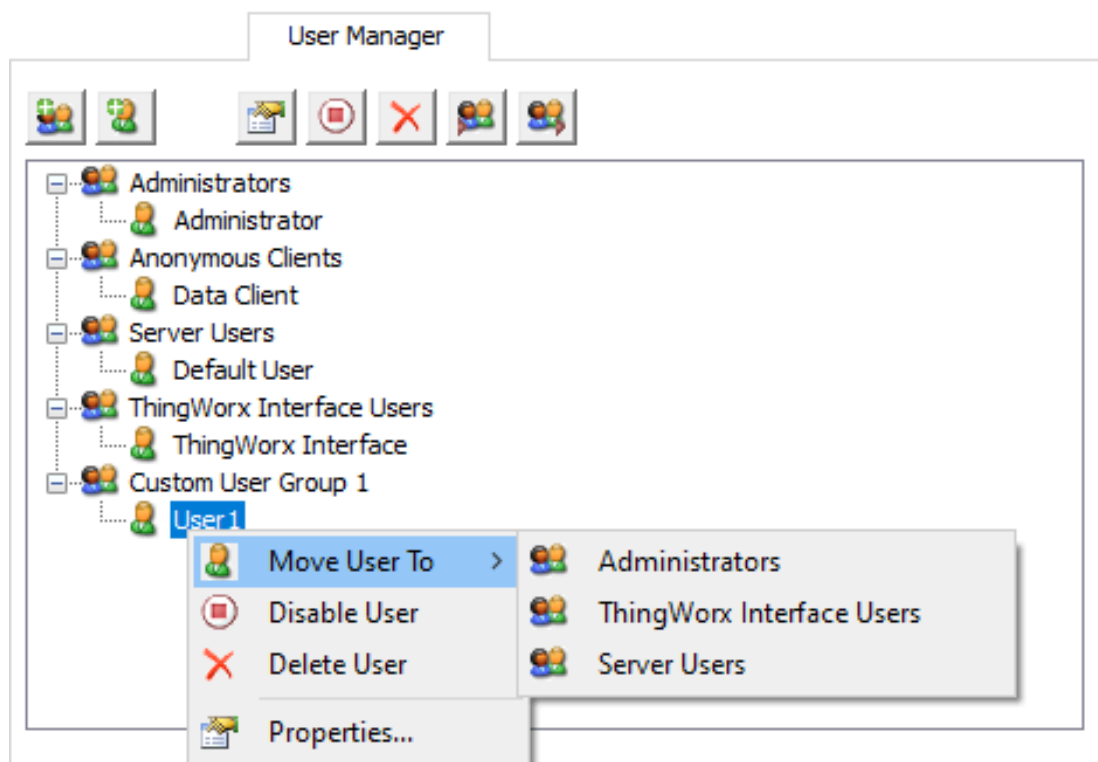 User Manager
Administrators
Administrator
Anonymous Clients
Data Client
Server Users
Default User
ThingWorx Interface Users
ThingWorx Interface
Custom User Group 1
User1
Move User To
Administrators
Disable User
ThingWorx Interface Users
Delete User
Server Users
Properties...